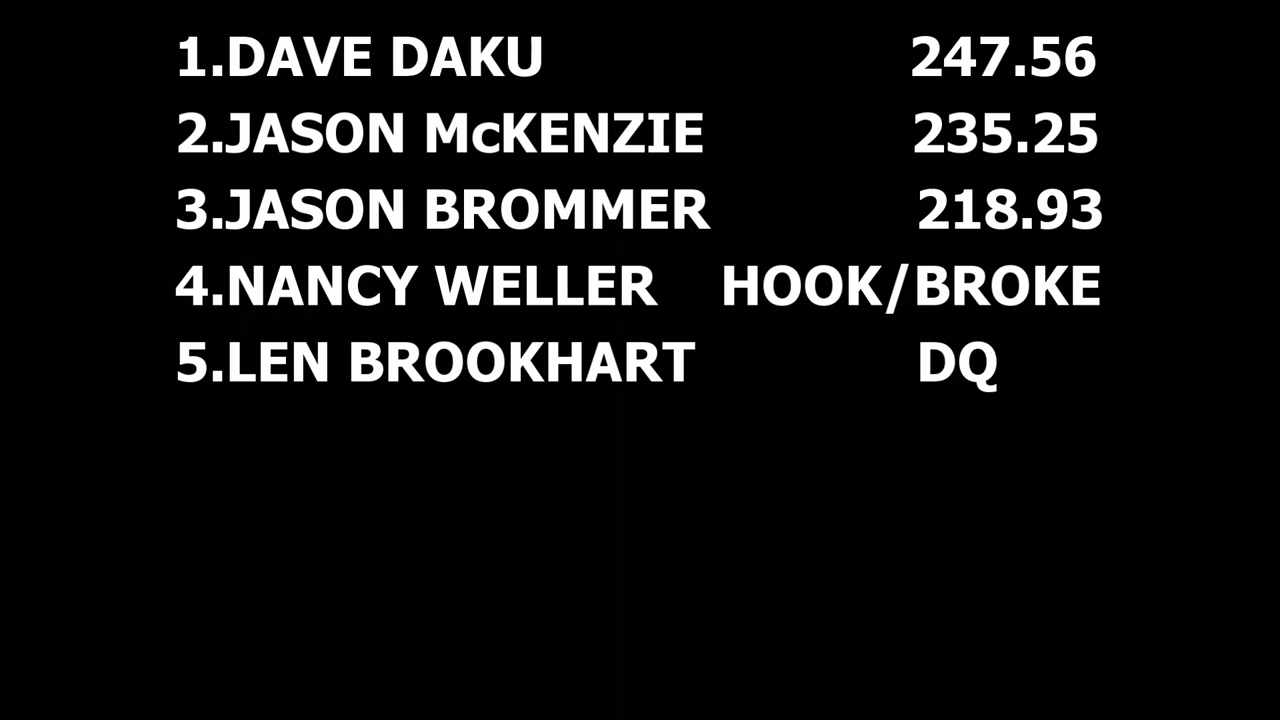 1.DAVE DAKU 247.56
2.JASON McKENZIE 235.25
3.JASON BROMMER 218.93
4.NANCY WELLER HOOK/BROKE
5.LEN BROOKHART DQ